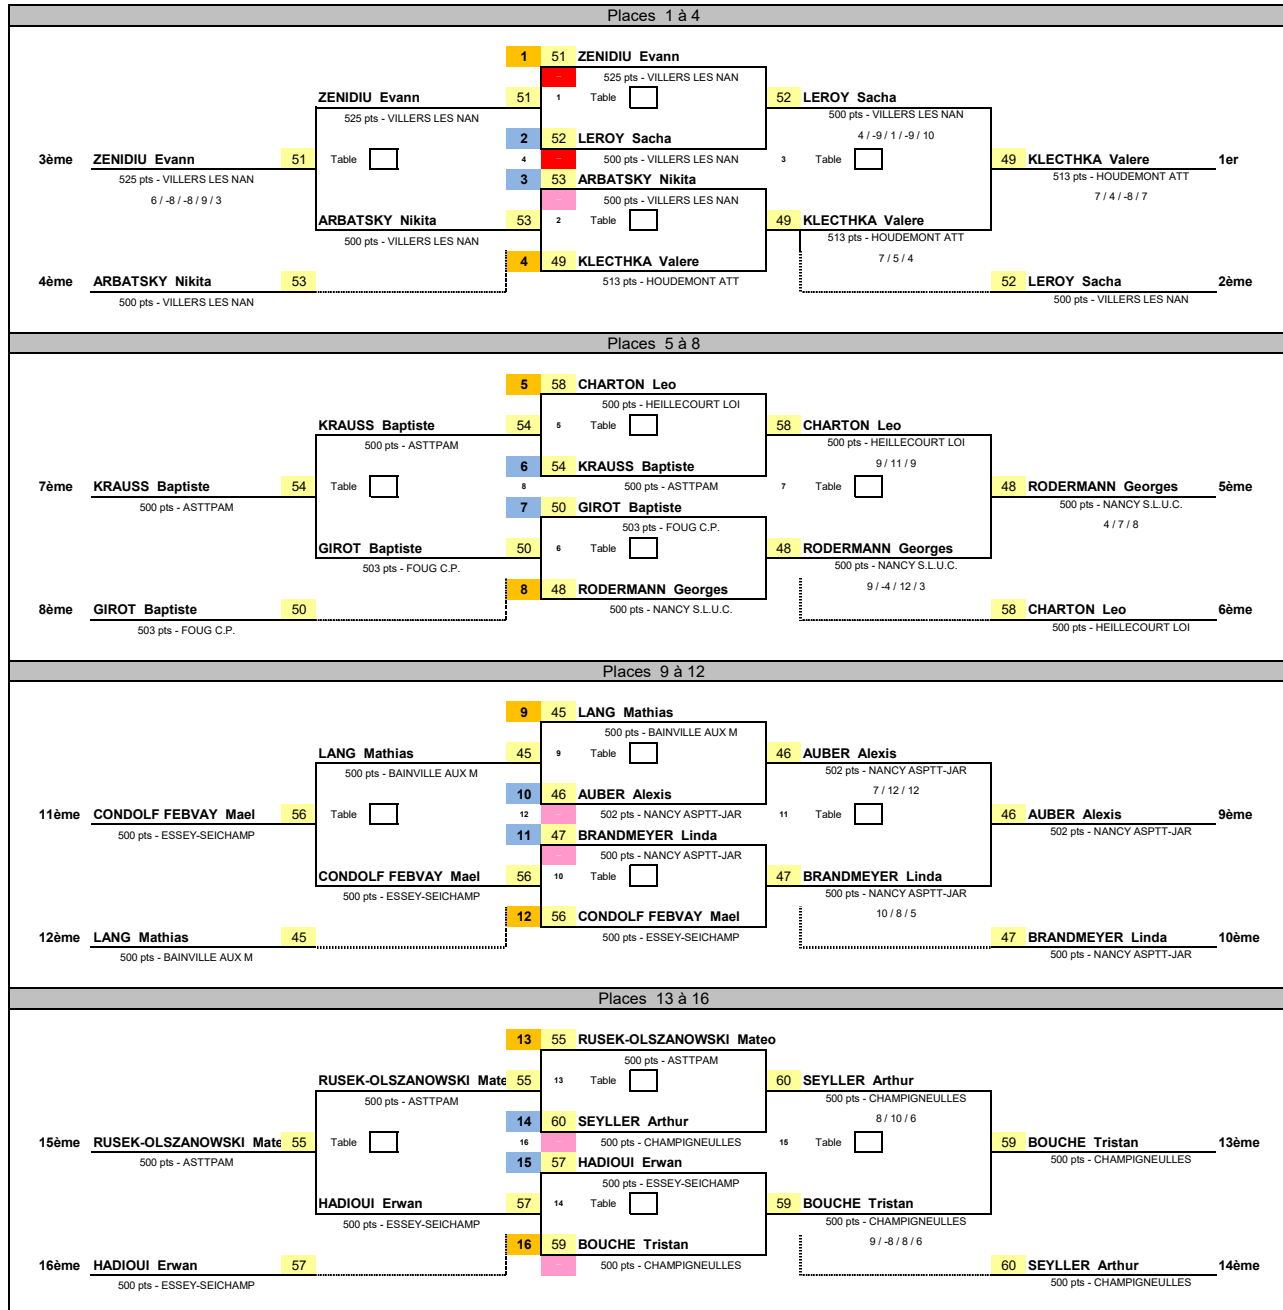 Places 1 à 4
1 51 ZENIDIU Evann
525 pts - VILLERS LES NAN
ZENIDIU Evann 51 1 Table 52 LEROY Sacha
525 pts - VILLERS LES NAN 500 pts - VILLERS LES NAN
2 52 LEROY Sacha 4 / -9 / 1 / -9 / 10
3ème ZENIDIU Evann 51 Table 4 500 pts - VILLERS LES NAN 3 Table 49 KLECTHKA Valere 1er
525 pts - VILLERS LES NAN 3 53 ARBATSKY Nikita 513 pts - HOUDEMONT ATT
6 / -8 / -8 / 9 / 3 500 pts - VILLERS LES NAN 7 / 4 / -8 / 7
ARBATSKY Nikita 53 2 Table 49 KLECTHKA Valere
500 pts - VILLERS LES NAN 513 pts - HOUDEMONT ATT
4 49 KLECTHKA Valere 7 / 5 / 4
4ème ARBATSKY Nikita 53 513 pts - HOUDEMONT ATT 52 LEROY Sacha 2ème
500 pts - VILLERS LES NAN 500 pts - VILLERS LES NAN
Places 5 à 8
5 58 CHARTON Leo
500 pts - HEILLECOURT LOI
KRAUSS Baptiste 54 5 Table 58 CHARTON Leo
500 pts - ASTTPAM 500 pts - HEILLECOURT LOI
6 54 KRAUSS Baptiste 9 / 11 / 9
7ème KRAUSS Baptiste 54 Table 8 500 pts - ASTTPAM 7 Table 48 RODERMANN Georges 5ème
500 pts - ASTTPAM 7 50 GIROT Baptiste 500 pts - NANCY S.L.U.C.
503 pts - FOUG C.P. 4 / 7 / 8
GIROT Baptiste 50 6 Table 48 RODERMANN Georges
503 pts - FOUG C.P. 500 pts - NANCY S.L.U.C.
8 48 RODERMANN Georges 9 / -4 / 12 / 3
8ème GIROT Baptiste 50 500 pts - NANCY S.L.U.C. 58 CHARTON Leo 6ème
503 pts - FOUG C.P. 500 pts - HEILLECOURT LOI
Places 9 à 12
9 45 LANG Mathias
500 pts - BAINVILLE AUX M
LANG Mathias 45 9 Table 46 AUBER Alexis
500 pts - BAINVILLE AUX M 502 pts - NANCY ASPTT-JAR
10 46 AUBER Alexis 7 / 12 / 12
11ème CONDOLF FEBVAY Mael 56 Table 12 502 pts - NANCY ASPTT-JAR 11 Table 46 AUBER Alexis 9ème
500 pts - ESSEY-SEICHAMP 11 47 BRANDMEYER Linda 502 pts - NANCY ASPTT-JAR
500 pts - NANCY ASPTT-JAR
CONDOLF FEBVAY Mael 56 10 Table 47 BRANDMEYER Linda
500 pts - ESSEY-SEICHAMP 500 pts - NANCY ASPTT-JAR
12 56 CONDOLF FEBVAY Mael 10 / 8 / 5
12ème LANG Mathias 45 500 pts - ESSEY-SEICHAMP 47 BRANDMEYER Linda 10ème
500 pts - BAINVILLE AUX M 500 pts - NANCY ASPTT-JAR
Places 13 à 16
13 55 RUSEK-OLSZANOWSKI Mateo
500 pts - ASTTPAM
RUSEK-OLSZANOWSKI Mate 55 13 Table 60 SEYLLER Arthur
500 pts - ASTTPAM 500 pts - CHAMPIGNEULLES
14 60 SEYLLER Arthur 8 / 10 / 6
15ème RUSEK-OLSZANOWSKI Mate 55 Table 16 500 pts - CHAMPIGNEULLES 15 Table 59 BOUCHE Tristan 13ème
500 pts - ASTTPAM 15 57 HADIOUI Erwan 500 pts - CHAMPIGNEULLES
500 pts - ESSEY-SEICHAMP
HADIOUI Erwan 57 14 Table 59 BOUCHE Tristan
500 pts - ESSEY-SEICHAMP 500 pts - CHAMPIGNEULLES
16 59 BOUCHE Tristan 9 / -8 / 8 / 6
16ème HADIOUI Erwan 57 500 pts - CHAMPIGNEULLES 60 SEYLLER Arthur 14ème
500 pts - ESSEY-SEICHAMP 500 pts - CHAMPIGNEULLES